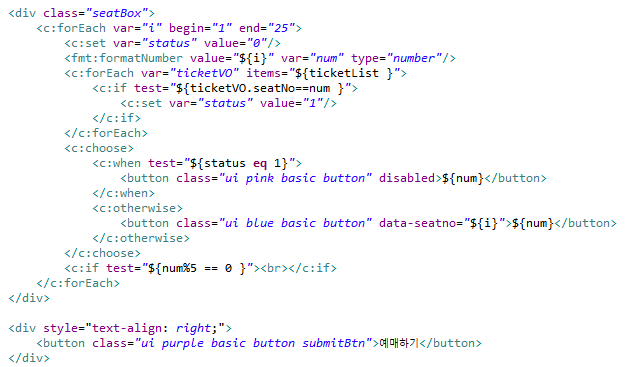 <div class="seatBox">
    <c:forEach var="i" begin="1" end="25">
        <c:set var="status" value="0"/>
        <fmt:formatNumber value="${i}" var="num" type="number"/>
        <c:forEach var="ticketVO" items="${ticketList }">
            <c:if test="${ticketVO.seatNo==num }">
                <c:set var="status" value="1"/>
            </c:if>
        </c:forEach>
        <c:choose>
            <c:when test="${status eq 1}">
                <button class="ui pink basic button" disabled>${num}</button>
            </c:when>
            <c:otherwise>
                <button class="ui blue basic button" data-seatno="${i}">${num}</button>
            </c:otherwise>
        </c:choose>
        <c:if test="${num%5 == 0 }"><br></c:if>
    </c:forEach>
</div>

<div style="text-align: right;">
    <button class="ui purple basic button submitBtn">예매하기</button>
</div>